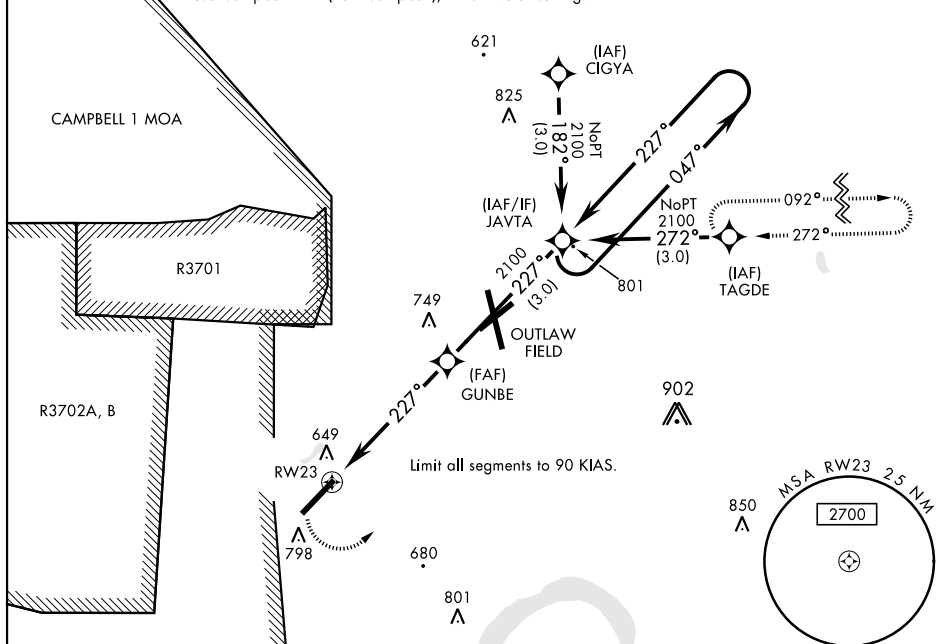 621
(IAF)
CIGYA
CAMPBELL 1 MOA
825
NoPT
2100
182°
(3.0)
227°
047°
(IAF/IF)
JAVTA
NoPT
2100
272°
(3.0)
092°
272°
(IAF)
TAGDE
R3701
2100
227°
(3.0)
801
749
OUTLAW
FIELD
(FAF)
GUNBE
R3702A, B
227°
902
649
RW23
Limit all segments to 90 KIAS.
MSA RW23 25 NM
2700
850
798
680
801